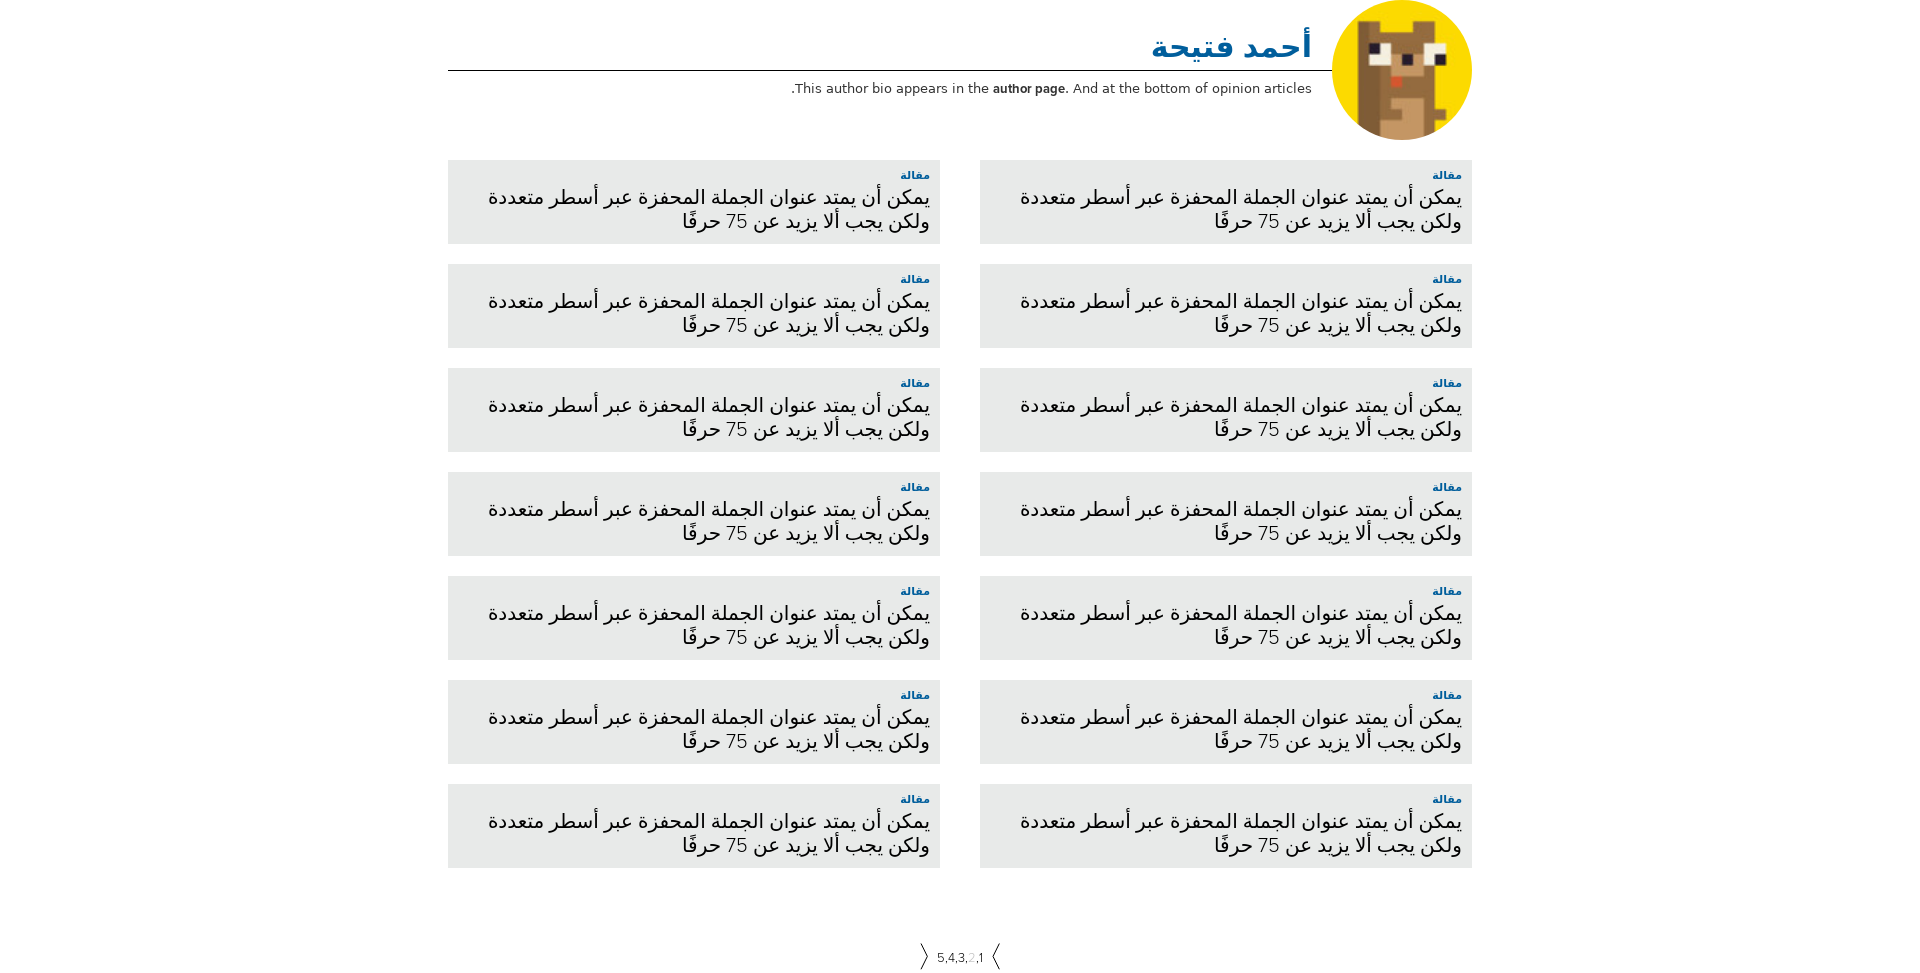 أحمد فتيحة
This author bio appears in the author page. And at the bottom of opinion articles.
مقالة
يمكن أن يمتد عنوان الجملة المحفزة عبر أسطر متعددة
ولكن يجب ألا يزيد عن 75 حرفًا
مقالة
يمكن أن يمتد عنوان الجملة المحفزة عبر أسطر متعددة
ولكن يجب ألا يزيد عن 75 حرفًا
مقالة
يمكن أن يمتد عنوان الجملة المحفزة عبر أسطر متعددة
ولكن يجب ألا يزيد عن 75 حرفًا
مقالة
يمكن أن يمتد عنوان الجملة المحفزة عبر أسطر متعددة
ولكن يجب ألا يزيد عن 75 حرفًا
مقالة
يمكن أن يمتد عنوان الجملة المحفزة عبر أسطر متعددة
ولكن يجب ألا يزيد عن 75 حرفًا
مقالة
يمكن أن يمتد عنوان الجملة المحفزة عبر أسطر متعددة
ولكن يجب ألا يزيد عن 75 حرفًا
مقالة
يمكن أن يمتد عنوان الجملة المحفزة عبر أسطر متعددة
ولكن يجب ألا يزيد عن 75 حرفًا
مقالة
يمكن أن يمتد عنوان الجملة المحفزة عبر أسطر متعددة
ولكن يجب ألا يزيد عن 75 حرفًا
مقالة
يمكن أن يمتد عنوان الجملة المحفزة عبر أسطر متعددة
ولكن يجب ألا يزيد عن 75 حرفًا
مقالة
يمكن أن يمتد عنوان الجملة المحفزة عبر أسطر متعددة
ولكن يجب ألا يزيد عن 75 حرفًا
مقالة
يمكن أن يمتد عنوان الجملة المحفزة عبر أسطر متعددة
ولكن يجب ألا يزيد عن 75 حرفًا
مقالة
يمكن أن يمتد عنوان الجملة المحفزة عبر أسطر متعددة
ولكن يجب ألا يزيد عن 75 حرفًا
مقالة
يمكن أن يمتد عنوان الجملة المحفزة عبر أسطر متعددة
ولكن يجب ألا يزيد عن 75 حرفًا
مقالة
يمكن أن يمتد عنوان الجملة المحفزة عبر أسطر متعددة
ولكن يجب ألا يزيد عن 75 حرفًا
1,2,3,4,5